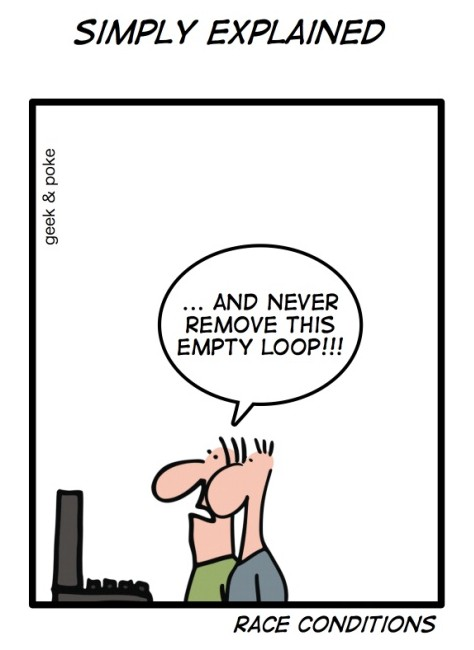 SIMPLY EXPLAINED
geek & poke
... AND NEVER
REMOVE THIS
EMPTY LOOP!!!
RACE CONDITIONS